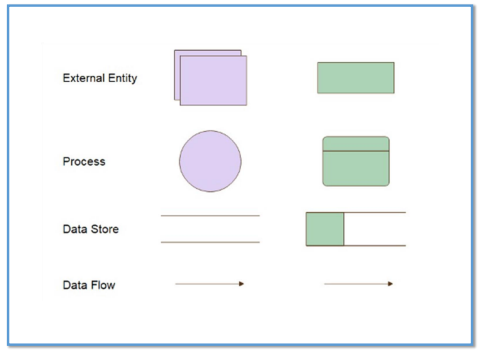 External Entity
Process
Data Store
Data Flow